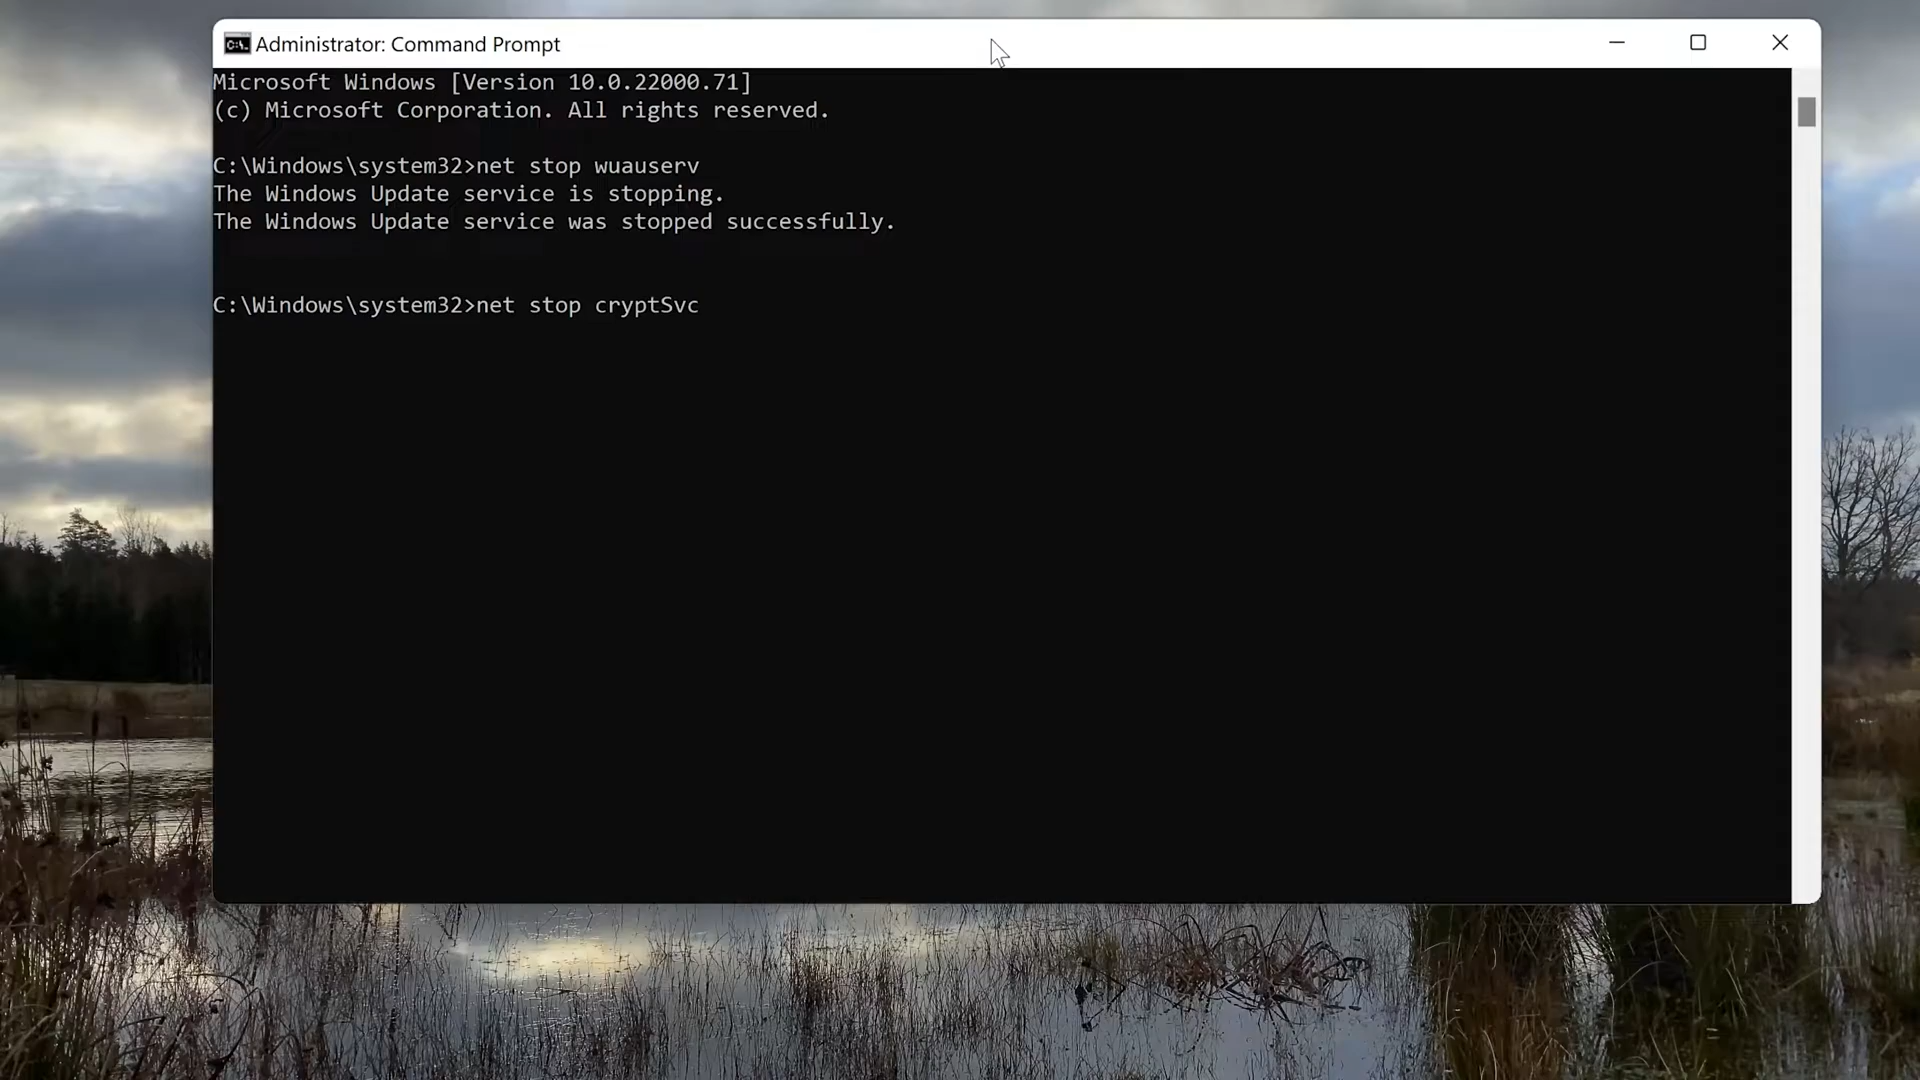 Administrator: Command Prompt
Microsoft Windows [Version 10.0.22000.71]
(c) Microsoft Corporation. All rights reserved.
C:\Windows\system32>net stop wuauserv
The Windows Update service is stopping.
The Windows Update service was stopped successfully.
C:\Windows\system32>net stop cryptSvc